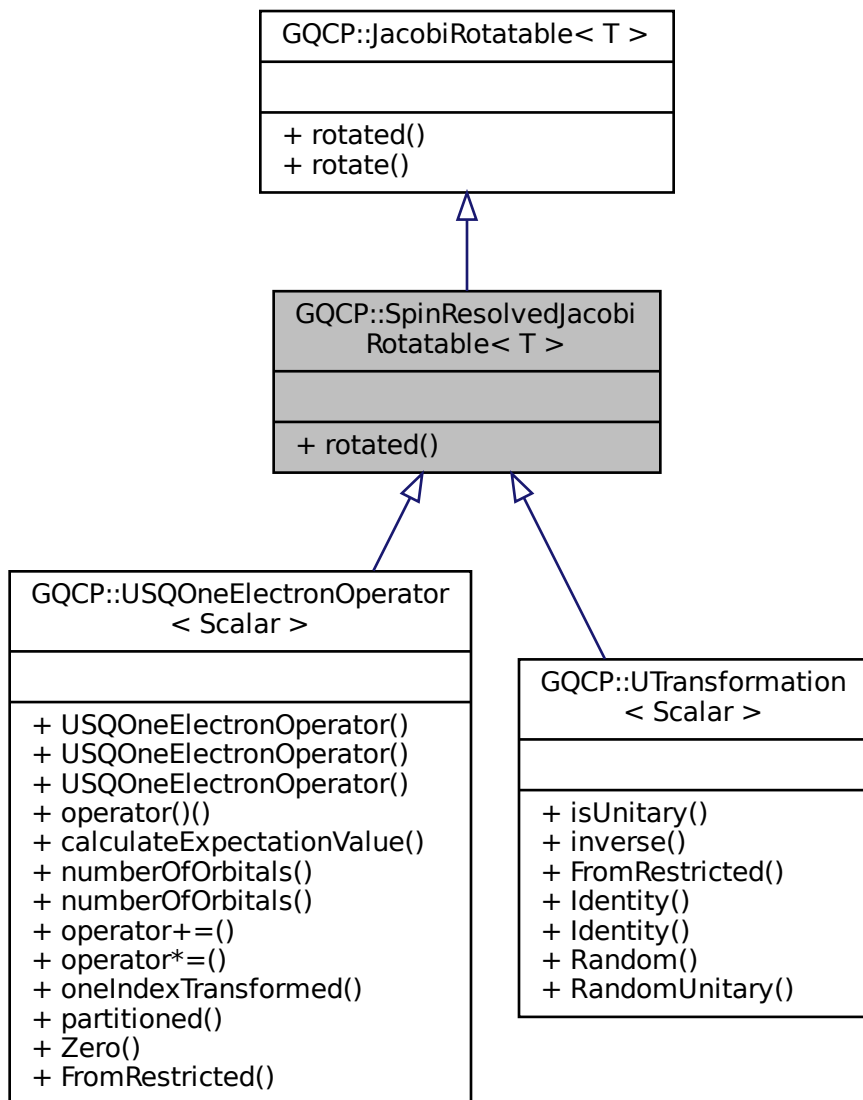 GQCP::JacobiRotatable< T >
+ rotated()
+ rotate()
GQCP::SpinResolvedJacobi
Rotatable< T >
+ rotated()
GQCP::USQOneElectronOperator
< Scalar >
+ USQOneElectronOperator()
+ USQOneElectronOperator()
+ USQOneElectronOperator()
+ operator()()
+ calculateExpectationValue()
+ numberOfOrbitals()
+ numberOfOrbitals()
+ operator+=()
+ operator*=()
+ oneIndexTransformed()
+ partitioned()
+ Zero()
+ FromRestricted()
GQCP::UTransformation
< Scalar >
+ isUnitary()
+ inverse()
+ FromRestricted()
+ Identity()
+ Identity()
+ Random()
+ RandomUnitary()